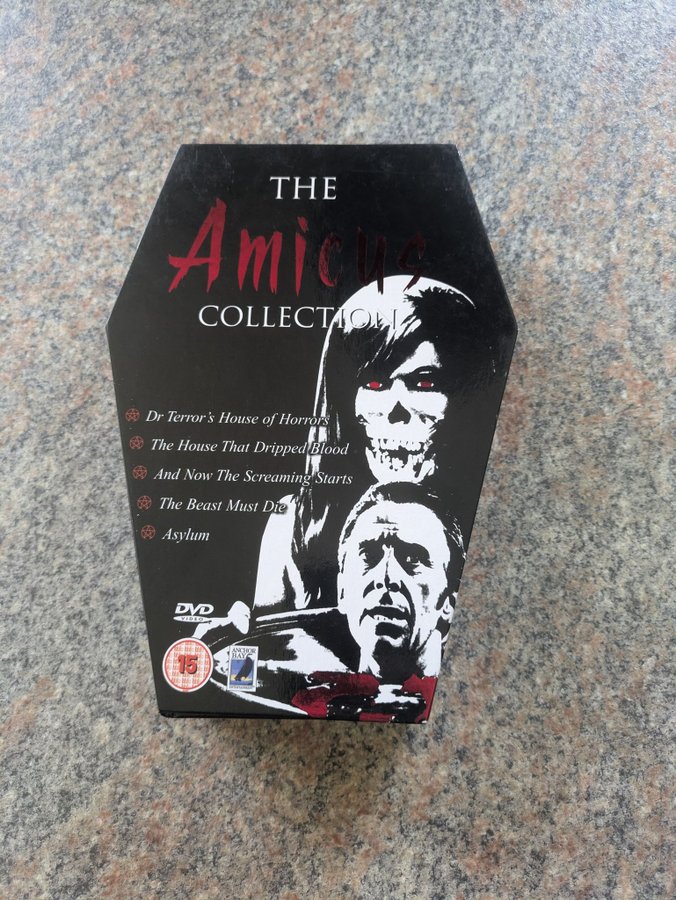 THE
Amicus
COLLECTION
Dr Terror's House of Horrors
The House That Dripped Blood
And Now The Screaming Starts
The Beast Must Die
Asylum
DVD
VIDEO
15
ANCHOR
BAY